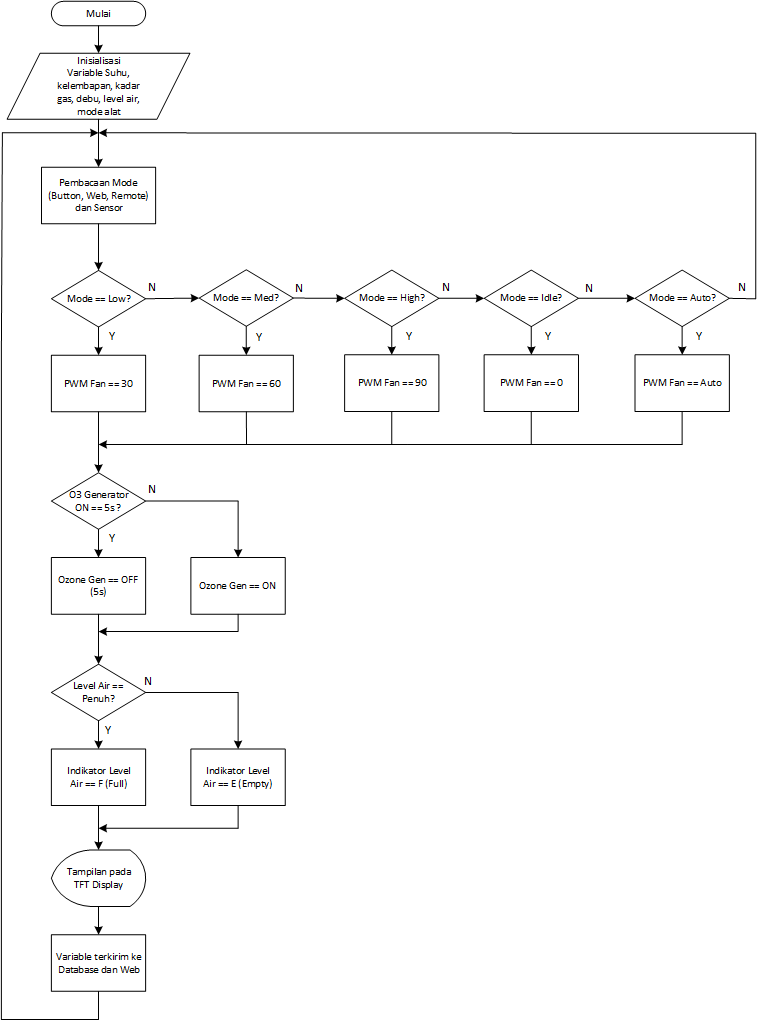 Mulai
Inisialisasi
Variable Suhu,
kelembapan, kadar
gas, debu, level air,
mode alat
Pembacaan Mode
(Button, Web, Remote)
dan Sensor
Mode == Low?
N
Mode == Med?
N
Mode == High?
N
Mode == Idle?
N
Mode == Auto?
N
Y
Y
Y
Y
Y
PWM Fan == 30
PWM Fan == 60
PWM Fan == 90
PWM Fan == 0
PWM Fan == Auto
O3 Generator
ON == 5s ?
N
Y
Ozone Gen == OFF
(5s)
Ozone Gen == ON
Level Air ==
Penuh?
N
Y
Indikator Level
Air == F (Full)
Indikator Level
Air == E (Empty)
Tampilan pada
TFT Display
Variable terkirim ke
Database dan Web